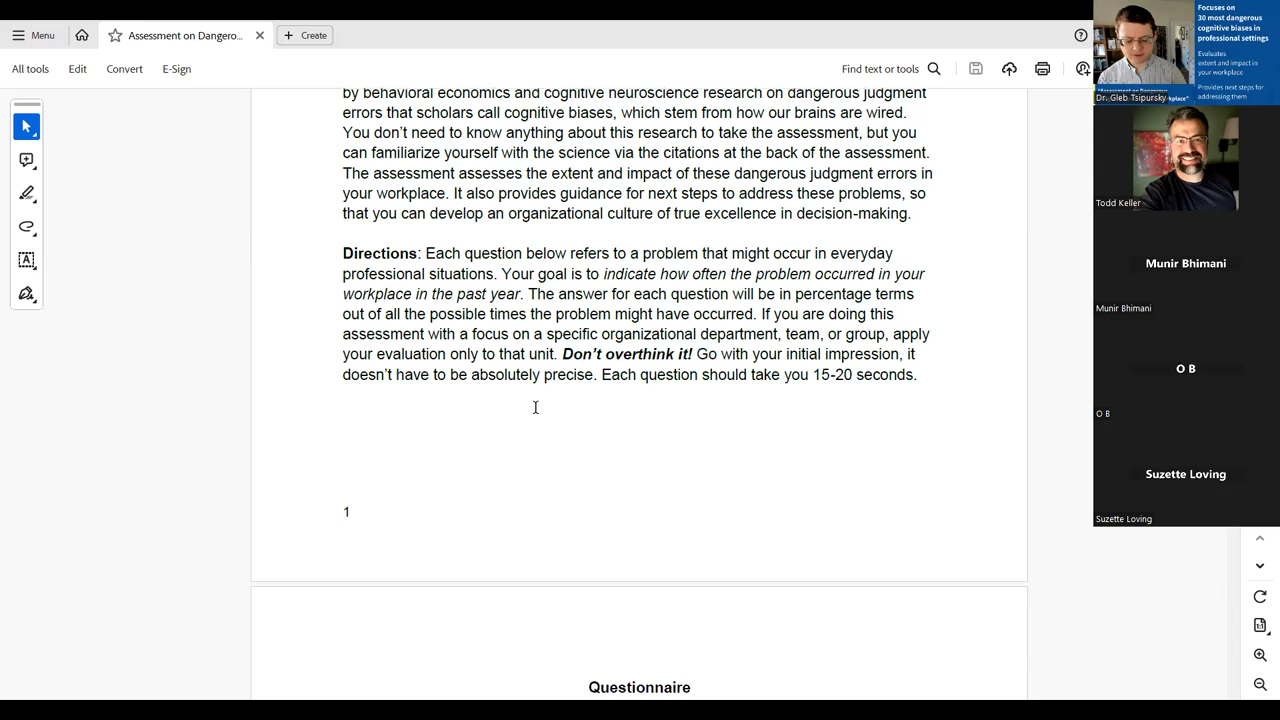 Menu
Assessment on Dangero...
Create
All tools
Edit
Convert
E-Sign
Find text or tools
by behavioral economics and cognitive neuroscience research on dangerous judgment
errors that scholars call cognitive biases, which stem from how our brains are wired.
You don't need to know anything about this research to take the assessment, but you
can familiarize yourself with the science via the citations at the back of the assessment.
The assessment assesses the extent and impact of these dangerous judgment errors in
your workplace. It also provides guidance for next steps to address these problems, so
that you can develop an organizational culture of true excellence in decision-making.
Directions: Each question below refers to a problem that might occur in everyday
professional situations. Your goal is to indicate how often the problem occurred in your
workplace in the past year. The answer for each question will be in percentage terms
out of all the possible times the problem might have occurred. If you are doing this
assessment with a focus on a specific organizational department, team, or group, apply
your evaluation only to that unit. Don't overthink it! Go with your initial impression, it
doesn't have to be absolutely precise. Each question should take you 15-20 seconds.
1
Questionnaire
Focuses on
30 most dangerous
cognitive biases in
professional settings
Evaluates
extent and impact in
your workplace
Provides next steps for
addressing them
Dr. Gleb Tsipursky
Todd Keller
Munir Bhimani
Munir Bhimani
O B
O B
Suzette Loving
Suzette Loving